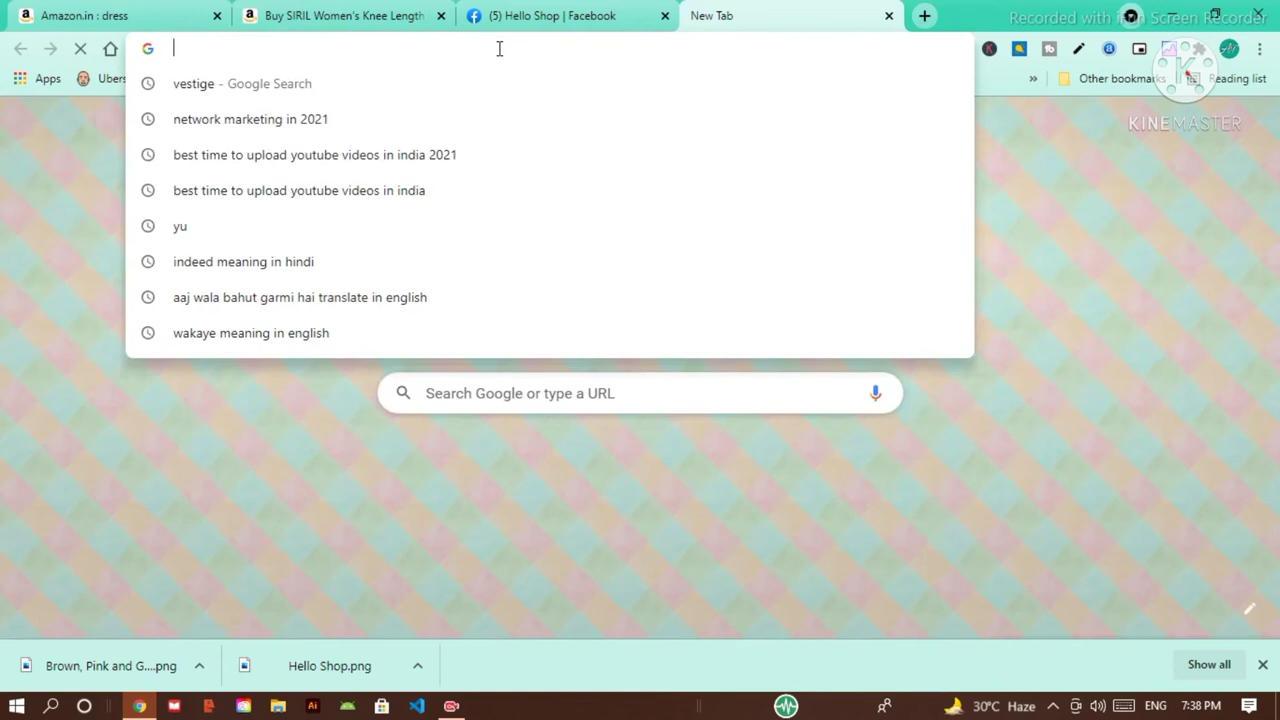 Amazon.in : dress
Buy SIRIL Women's Knee Length
(5) Hello Shop | Facebook
New Tab
Recorded with Screen Recorder
Apps
Ubers
Other bookmarks
Reading list
KINEMASTER
vestige - Google Search
network marketing in 2021
best time to upload youtube videos in india 2021
best time to upload youtube videos in india
yu
indeed meaning in hindi
aaj wala bahut garmi hai translate in english
wakaye meaning in english
Search Google or type a URL
Brown, Pink and G....png
Hello Shop.png
Show all
30°C Haze
ENG
7:38 PM